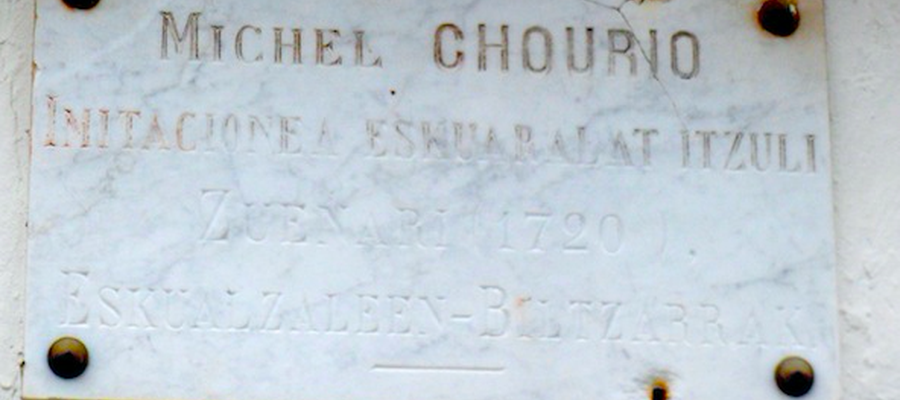 MICHEL CHOURIO
IMITACIONEA ESKUARALAT ITZULI
ZUENARI (1720)
ESKUALZALEEN-BILTZARRAK